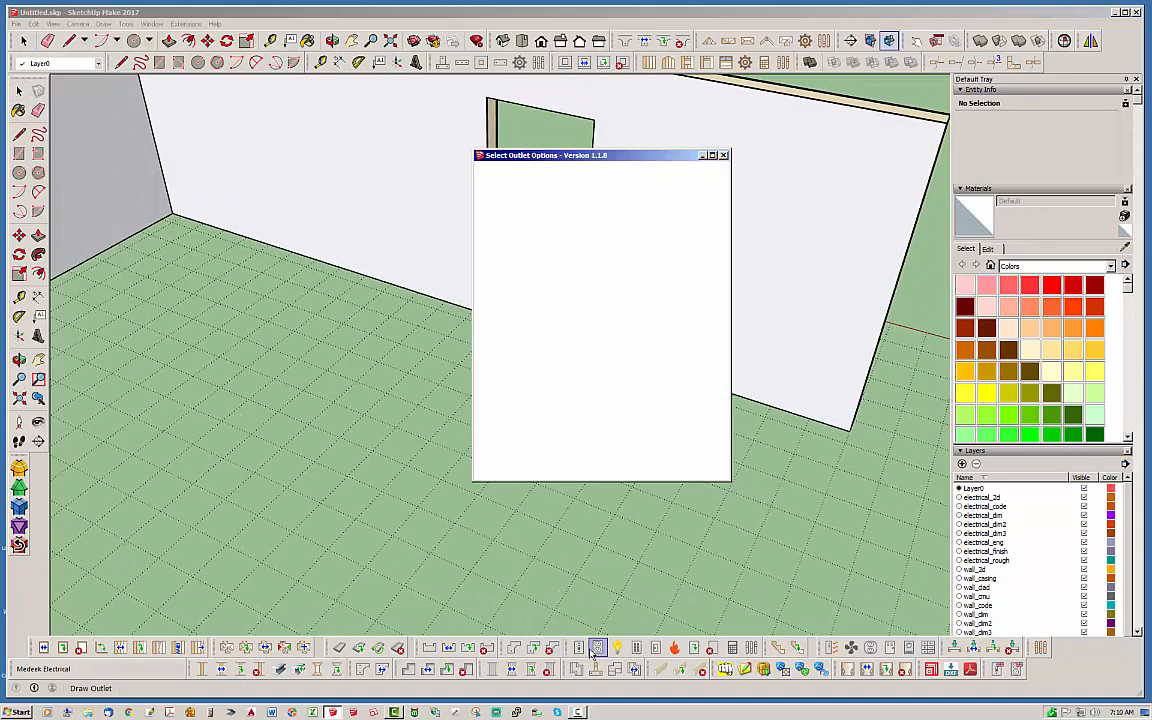 Untitled.skp - SketchUp Make 2017
File Edit View Camera Draw Tools Window Extensions Help
Layer0
Default Tray
Entity Info
No Selection
Materials
Default
Select Edit
Colors
Select Outlet Options - Version 1.1.8
Layers
Name Visible Color
Layer0
electrical_2d
electrical_code
electrical_dim
electrical_dim2
electrical_dim3
electrical_eng
electrical_finish
electrical_rough
wall_2d
wall_casing
wall_clad
wall_cmu
wall_code
wall_dim
wall_dim2
wall_dim3
Medeek Electrical
Draw Outlet
Start
7:10 AM